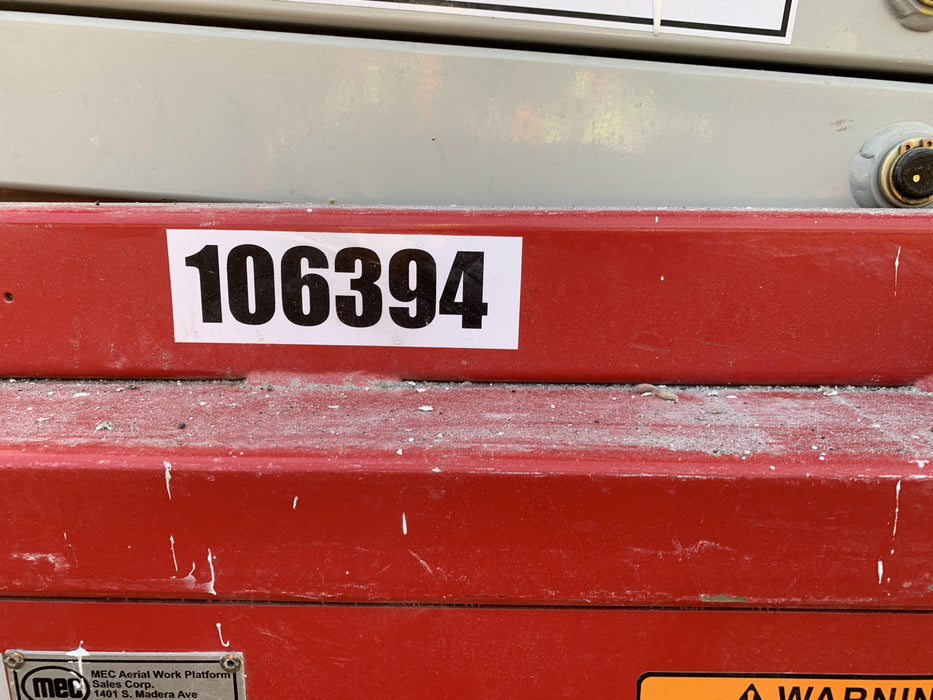 106394
mec
MEC Aerial Work Platform
Sales Corp.
1401 S. Madera Ave
WARNIN